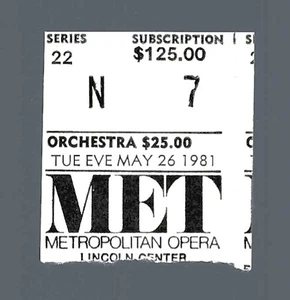 SERIES SUBSCRIPTION
22 $125.00
N 7
ORCHESTRA $25.00
TUE EVE MAY 26 1981
MET
METROPOLITAN OPERA
LINCOLN CENTER